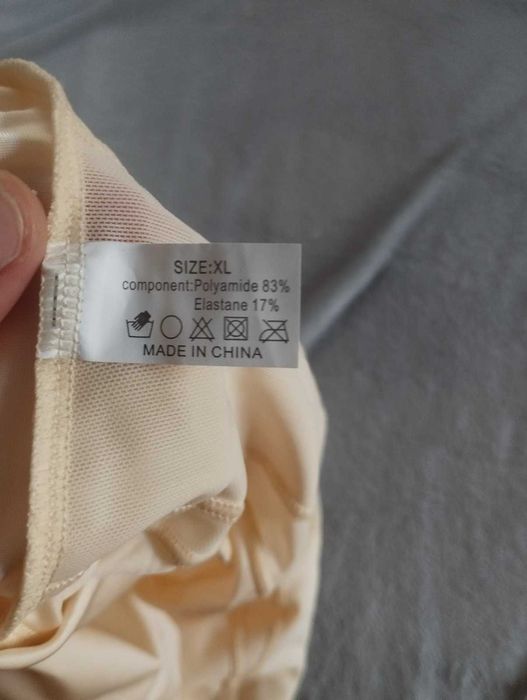 SIZE:XL
component:Polyamide 83%
Elastane 17%
MADE IN CHINA